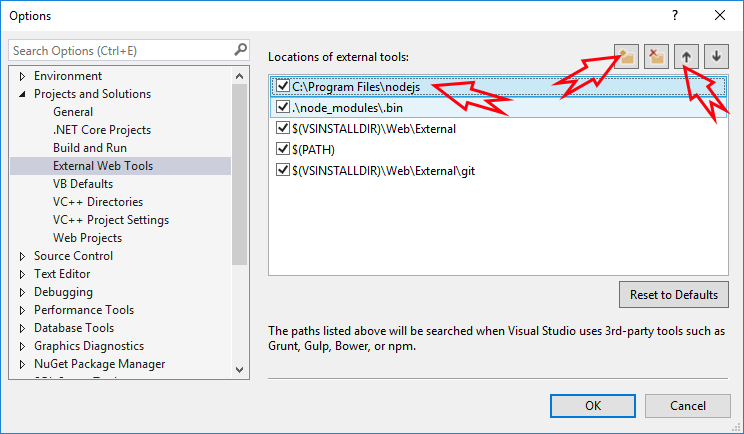 Options
Search Options (Ctrl+E)
Environment
Projects and Solutions
General
.NET Core Projects
Build and Run
External Web Tools
VB Defaults
VC++ Directories
VC++ Project Settings
Web Projects
Source Control
Text Editor
Debugging
Performance Tools
Database Tools
Graphics Diagnostics
NuGet Package Manager
Locations of external tools:
C:\Program Files\nodejs
.\node_modules\.bin
$(VSINSTALLDIR)\Web\External
$(PATH)
$(VSINSTALLDIR)\Web\External\git
Reset to Defaults
The paths listed above will be searched when Visual Studio uses 3rd-party tools such as
Grunt, Gulp, Bower, or npm.
OK
Cancel